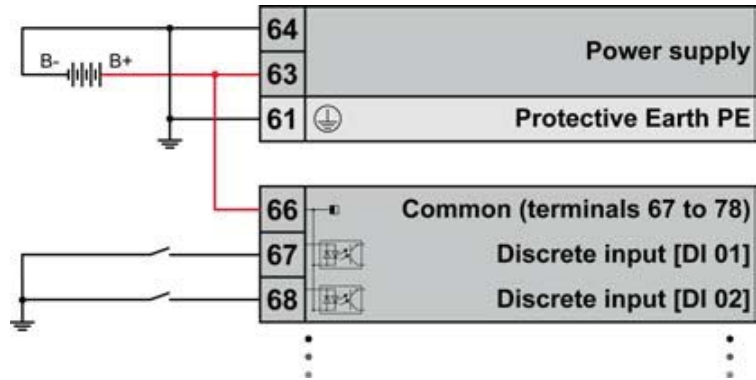 64
Power supply
B- B+
63
61 Protective Earth PE
66 Common (terminals 67 to 78)
67 Discrete input [DI 01]
68 Discrete input [DI 02]